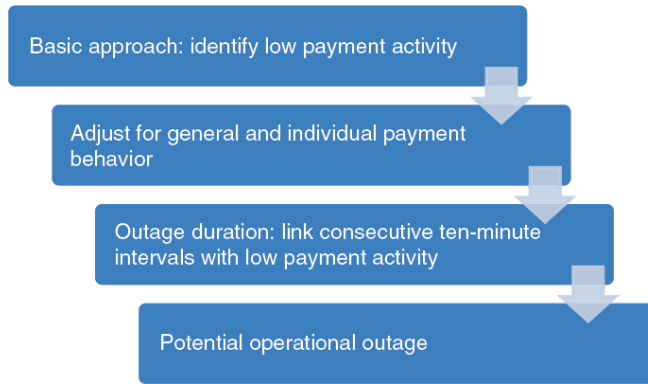 Basic approach: identify low payment activity
Adjust for general and individual payment
behavior
Outage duration: link consecutive ten-minute
intervals with low payment activity
Potential operational outage